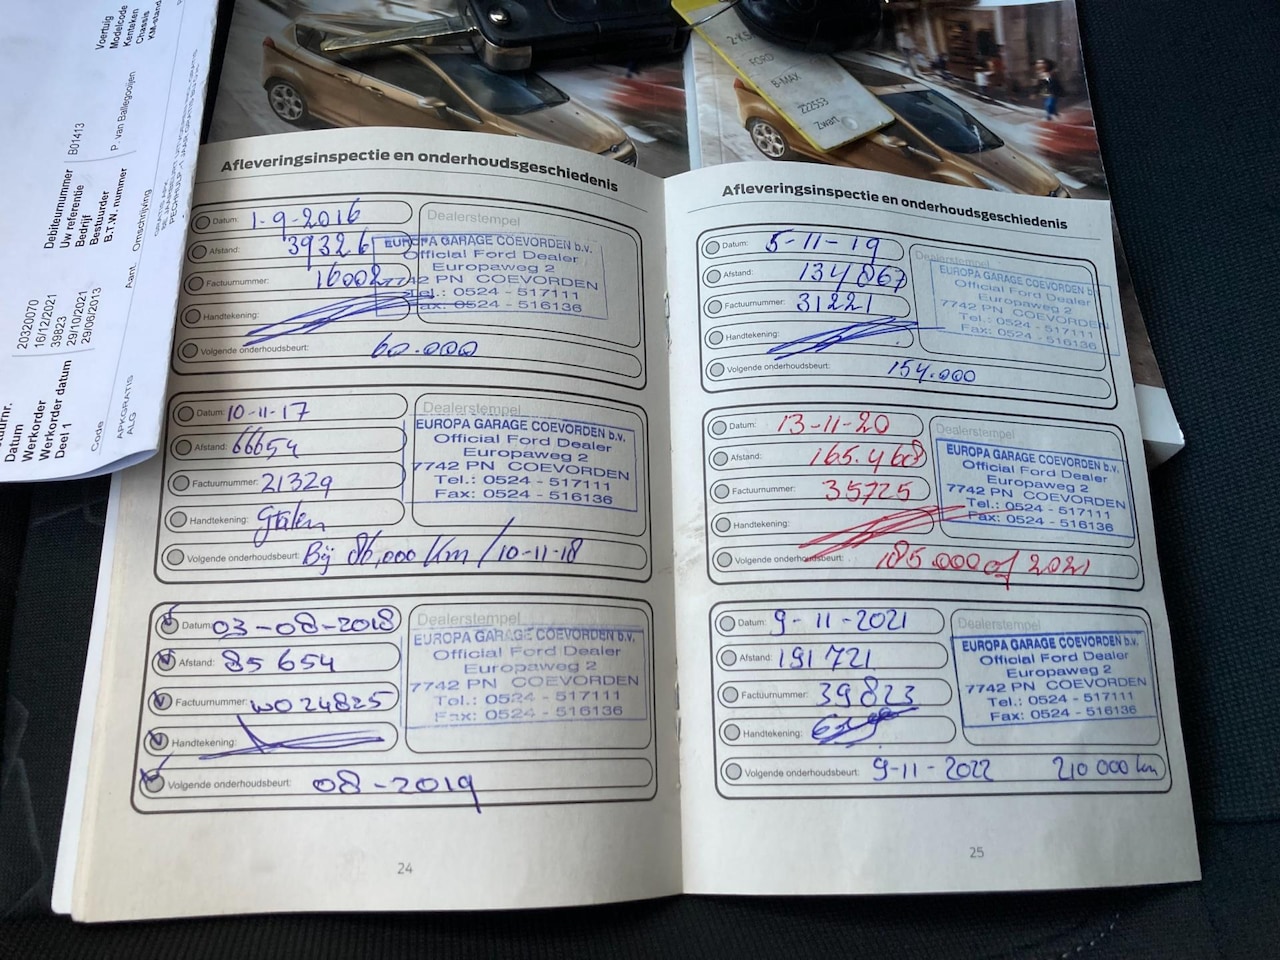 Voertuig
Modelcode
Kenteken
Chassis
KM-stand
Debiteurnummer B01413
Uw referentie
Bedrijf
Bestuurder P. van Ballegooijen
B.T.W. nummer
20320070
Datum 16/12/2021
Werkorder 39823
Werkorder datum 29/10/2021
Deel 1 29/06/2013
Code
Aant.
Omschrijving
APKGRATIS
ALG
FORD
B-MAX
222553
Zwart
Afleveringsinspectie en onderhoudsgeschiedenis
Datum: 1-9-2016
Afstand: 39326
Factuurnummer: 16002
Handtekening:
Volgende onderhoudsbeurt: 60.000
Dealerstempel
EUROPA GARAGE COEVORDEN b.v.
Official Ford Dealer
Europaweg 2
7742 PN COEVORDEN
Tel.: 0524 - 517111
Fax: 0524 - 516136
Datum: 10-11-17
Afstand: 66654
Factuurnummer: 21329
Handtekening:
Volgende onderhoudsbeurt: Bij 86,000 Km / 10-11-18
Dealerstempel
EUROPA GARAGE COEVORDEN b.v.
Official Ford Dealer
Europaweg 2
7742 PN COEVORDEN
Tel.: 0524 - 517111
Fax: 0524 - 516136
Datum: 03-08-2018
Afstand: 85 654
Factuurnummer: WO 24825
Handtekening:
Volgende onderhoudsbeurt: 08-2019
Dealerstempel
EUROPA GARAGE COEVORDEN b.v.
Official Ford Dealer
Europaweg 2
7742 PN COEVORDEN
Tel.: 0524 - 517111
Fax: 0524 - 516136
24
Afleveringsinspectie en onderhoudsgeschiedenis
Datum: 5-11-19
Afstand: 134867
Factuurnummer: 31221
Handtekening:
Volgende onderhoudsbeurt: 154.000
Dealerstempel
EUROPA GARAGE COEVORDEN b.v.
Official Ford Dealer
Europaweg 2
7742 PN COEVORDEN
Tel.: 0524 - 517111
Fax: 0524 - 516136
Datum: 13-11-20
Afstand: 165.468
Factuurnummer: 35725
Handtekening:
Volgende onderhoudsbeurt: 185.000 of 2021
Dealerstempel
EUROPA GARAGE COEVORDEN b.v.
Official Ford Dealer
Europaweg 2
7742 PN COEVORDEN
Tel.: 0524 - 517111
Fax: 0524 - 516136
Datum: 9-11-2021
Afstand: 191 721
Factuurnummer: 39823
Handtekening:
Volgende onderhoudsbeurt: 9-11-2022 210 000 km
Dealerstempel
EUROPA GARAGE COEVORDEN b.v.
Official Ford Dealer
Europaweg 2
7742 PN COEVORDEN
Tel.: 0524 - 517111
Fax: 0524 - 516136
25